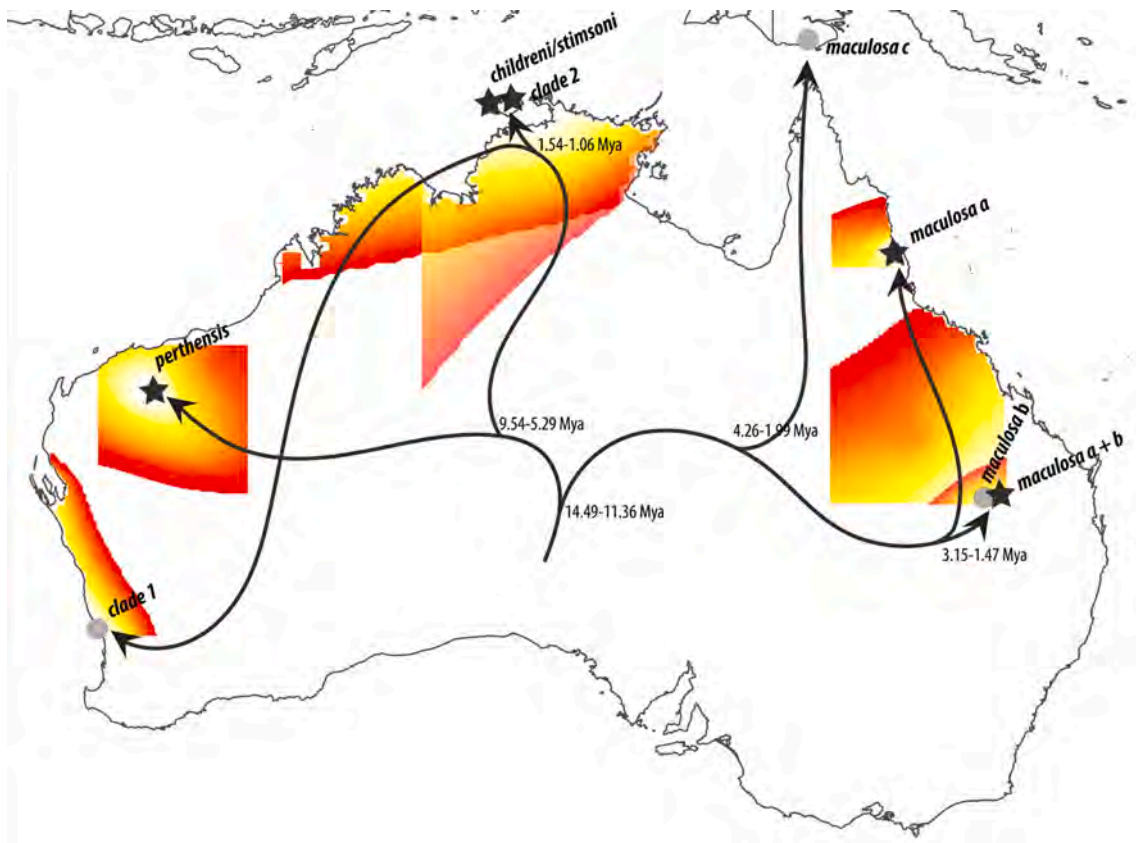 maculosa c
childreni/stimsoni
clade 2
1.54-1.06 Mya
maculosa a
perthensis
9.54-5.29 Mya
4.26-1.99 Mya
maculosa b
maculosa a + b
14.49-11.36 Mya
3.15-1.47 Mya
clade 1